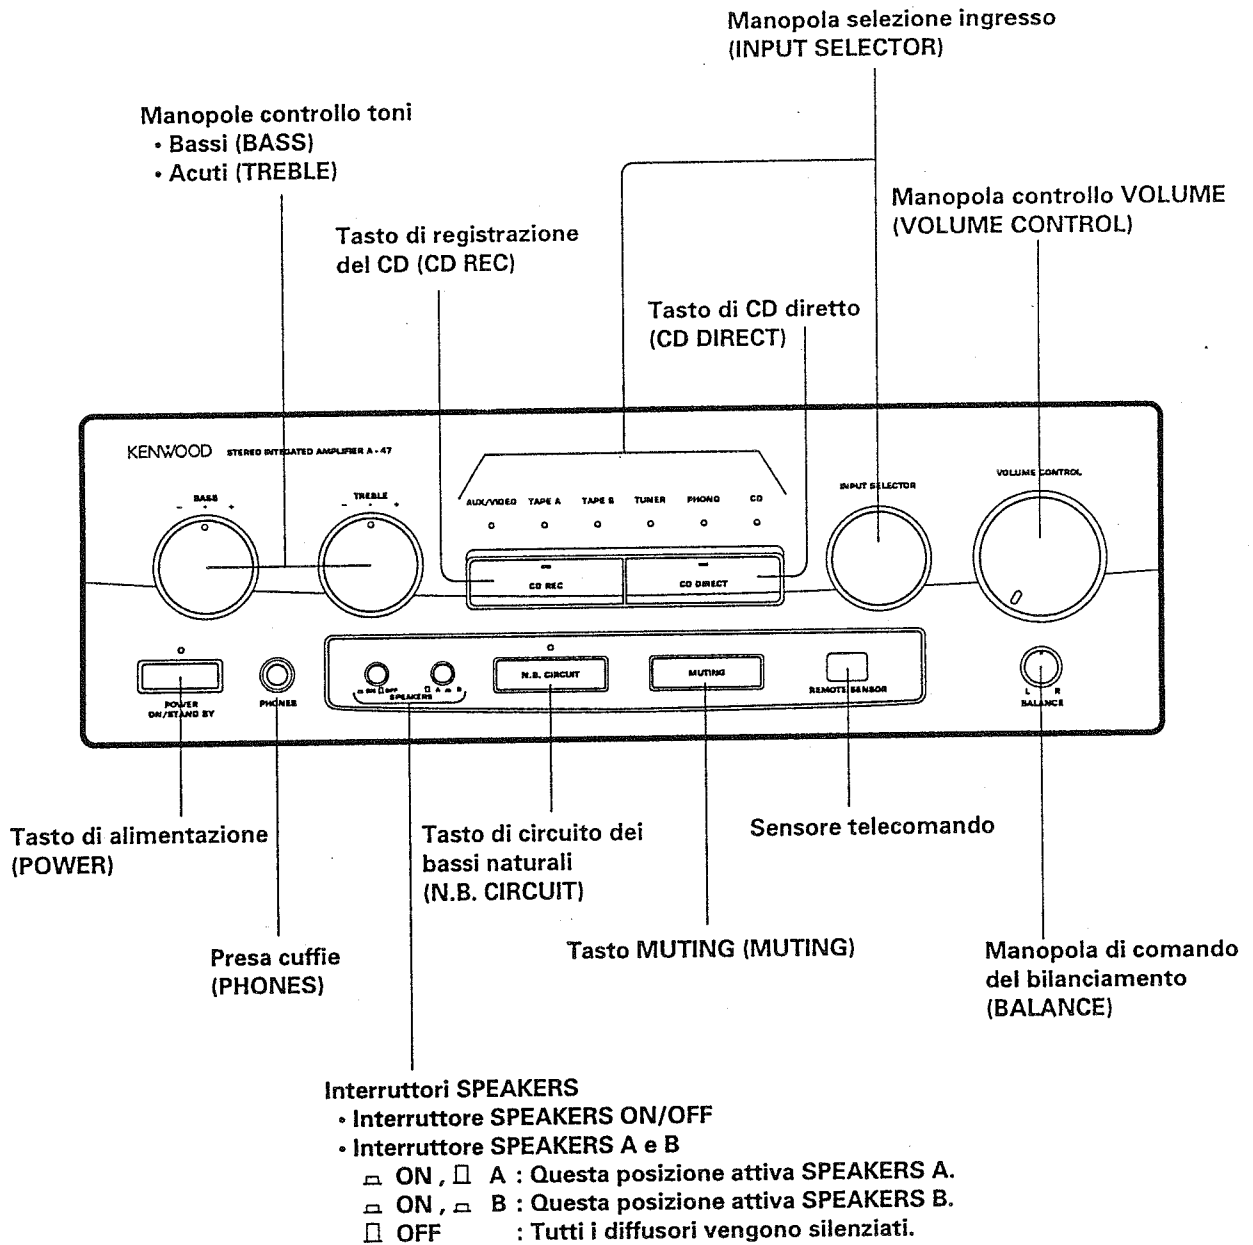 Manopola selezione ingresso
(INPUT SELECTOR)
Manopole controllo toni
• Bassi (BASS)
• Acuti (TREBLE)
Manopola controllo VOLUME
(VOLUME CONTROL)
Tasto di registrazione
del CD (CD REC)
Tasto di CD diretto
(CD DIRECT)
KENWOOD STEREO INTEGATED AMPLIFIER A-47
BASS
- • +
TREBLE
- • +
AUX/VIDEO TAPE A TAPE B TUNER PHONO CD
INPUT SELECTOR
VOLUME CONTROL
CD REC
CD DIRECT
POWER
ON/STAND BY
PHONES
ON OFF A B
SPEAKERS
N.B. CIRCUIT
MUTING
REMOTE SENSOR
L R
BALANCE
Tasto di alimentazione
(POWER)
Tasto di circuito dei
bassi naturali
(N.B. CIRCUIT)
Sensore telecomando
Presa cuffie
(PHONES)
Tasto MUTING (MUTING)
Manopola di comando
del bilanciamento
(BALANCE)
Interruttori SPEAKERS
• Interruttore SPEAKERS ON/OFF
• Interruttore SPEAKERS A e B
ON , A : Questa posizione attiva SPEAKERS A.
ON , B : Questa posizione attiva SPEAKERS B.
OFF : Tutti i diffusori vengono silenziati.